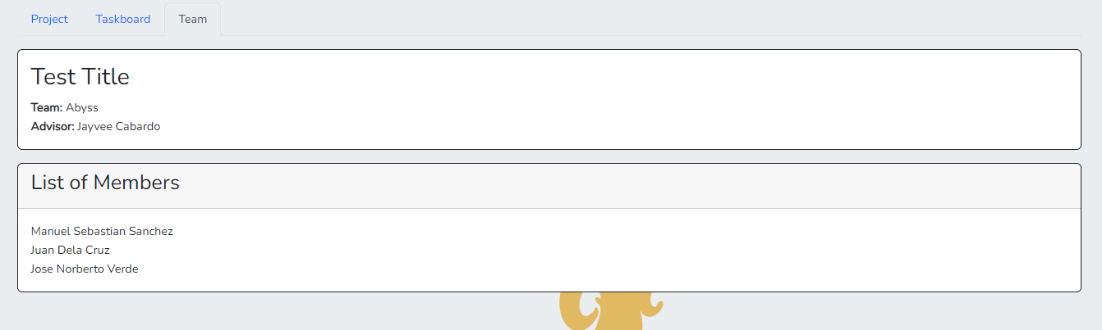 Project Taskboard Team
Test Title
Team: Abyss
Advisor: Jayvee Cabardo
List of Members
Manuel Sebastian Sanchez
Juan Dela Cruz
Jose Norberto Verde